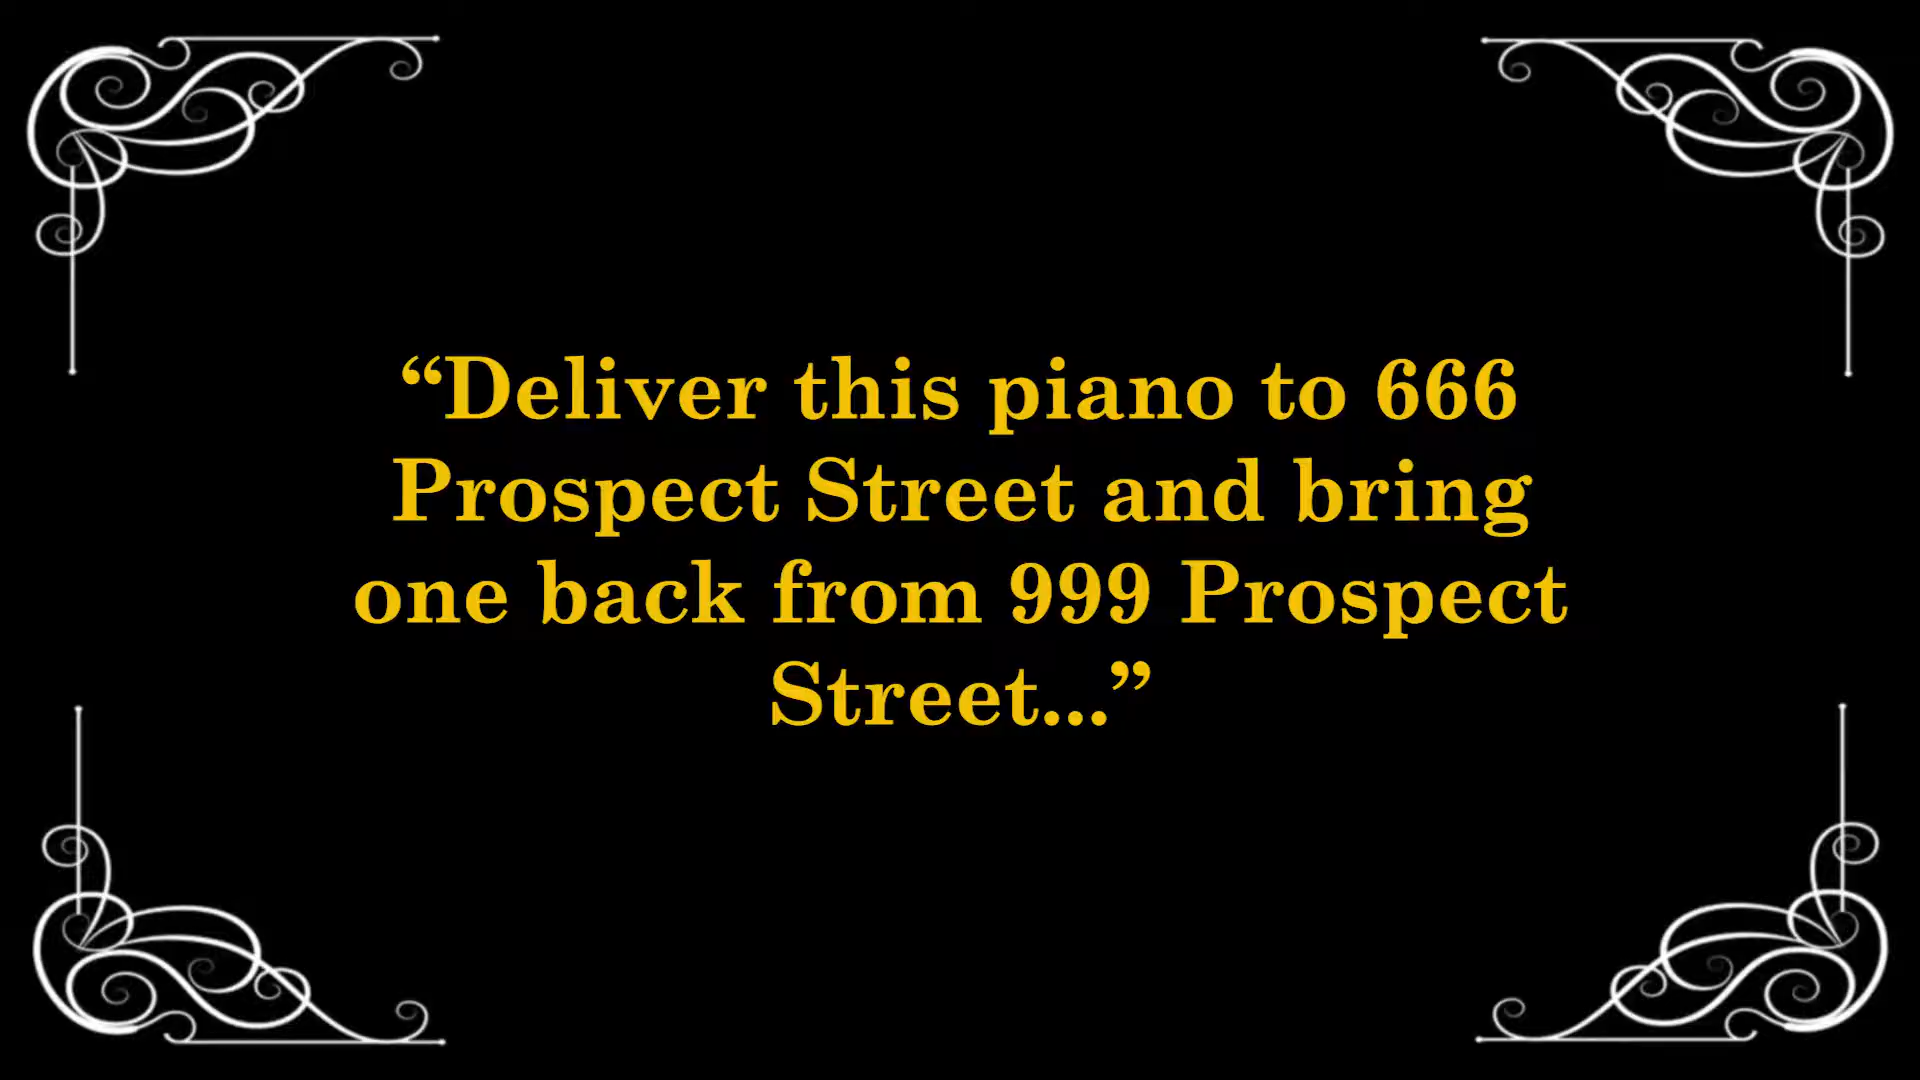 “Deliver this piano to 666
Prospect Street and bring
one back from 999 Prospect
Street...”